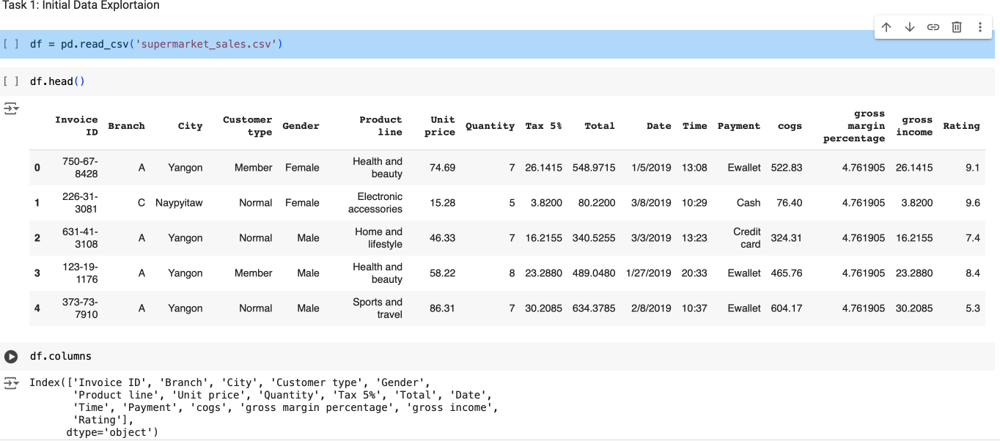 Task 1: Initial Data Explortaion
[ ] df = pd.read_csv('supermarket_sales.csv')
[ ] df.head()
Invoice ID Branch City Customer type Gender Product line Unit price Quantity Tax 5% Total Date Time Payment cogs gross margin percentage gross income Rating
0 750-67-8428 A Yangon Member Female Health and beauty 74.69 7 26.1415 548.9715 1/5/2019 13:08 Ewallet 522.83 4.761905 26.1415 9.1
1 226-31-3081 C Naypyitaw Normal Female Electronic accessories 15.28 5 3.8200 80.2200 3/8/2019 10:29 Cash 76.40 4.761905 3.8200 9.6
2 631-41-3108 A Yangon Normal Male Home and lifestyle 46.33 7 16.2155 340.5255 3/3/2019 13:23 Credit card 324.31 4.761905 16.2155 7.4
3 123-19-1176 A Yangon Member Male Health and beauty 58.22 8 23.2880 489.0480 1/27/2019 20:33 Ewallet 465.76 4.761905 23.2880 8.4
4 373-73-7910 A Yangon Normal Male Sports and travel 86.31 7 30.2085 634.3785 2/8/2019 10:37 Ewallet 604.17 4.761905 30.2085 5.3
df.columns
Index(['Invoice ID', 'Branch', 'City', 'Customer type', 'Gender',
'Product line', 'Unit price', 'Quantity', 'Tax 5%', 'Total', 'Date',
'Time', 'Payment', 'cogs', 'gross margin percentage', 'gross income',
'Rating'],
dtype='object')